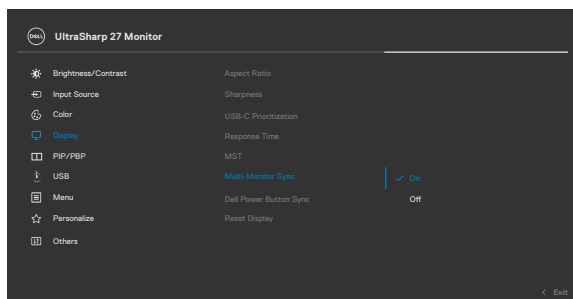 DELL UltraSharp 27 Monitor
Brightness/Contrast Aspect Ratio
Input Source Sharpness
Color USB-C Prioritization
Display Response Time
PIP/PBP MST
USB Multi-Monitor Sync On
Menu Dell Power Button Sync Off
Personalize Reset Display
Others
< Exit